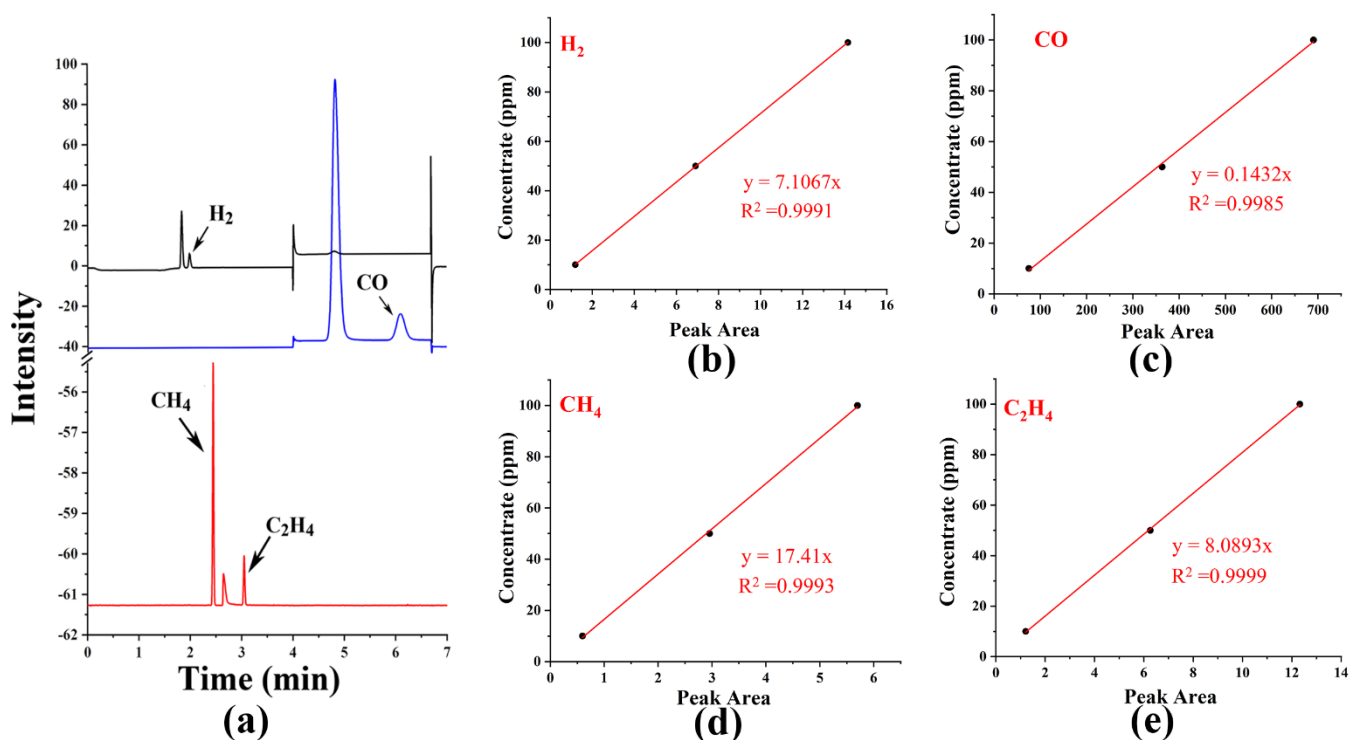 Intensity
100
80
60
40
20
0
-20
-40
-56
-57
-58
-59
-60
-61
-62
H₂
CO
CH₄
C₂H₄
0 1 2 3 4 5 6 7
Time (min)
(a)
Concentrate (ppm)
100
80
60
40
20
0
H₂
y = 7.1067x
R² =0.9991
0 2 4 6 8 10 12 14 16
Peak Area
(b)
Concentrate (ppm)
100
80
60
40
20
0
CO
y = 0.1432x
R² =0.9985
0 100 200 300 400 500 600 700
Peak Area
(c)
Concentrate (ppm)
100
80
60
40
20
0
CH₄
y = 17.41x
R² =0.9993
0 1 2 3 4 5 6
Peak Area
(d)
Concentrate (ppm)
100
80
60
40
20
0
C₂H₄
y = 8.0893x
R² =0.9999
0 2 4 6 8 10 12 14
Peak Area
(e)